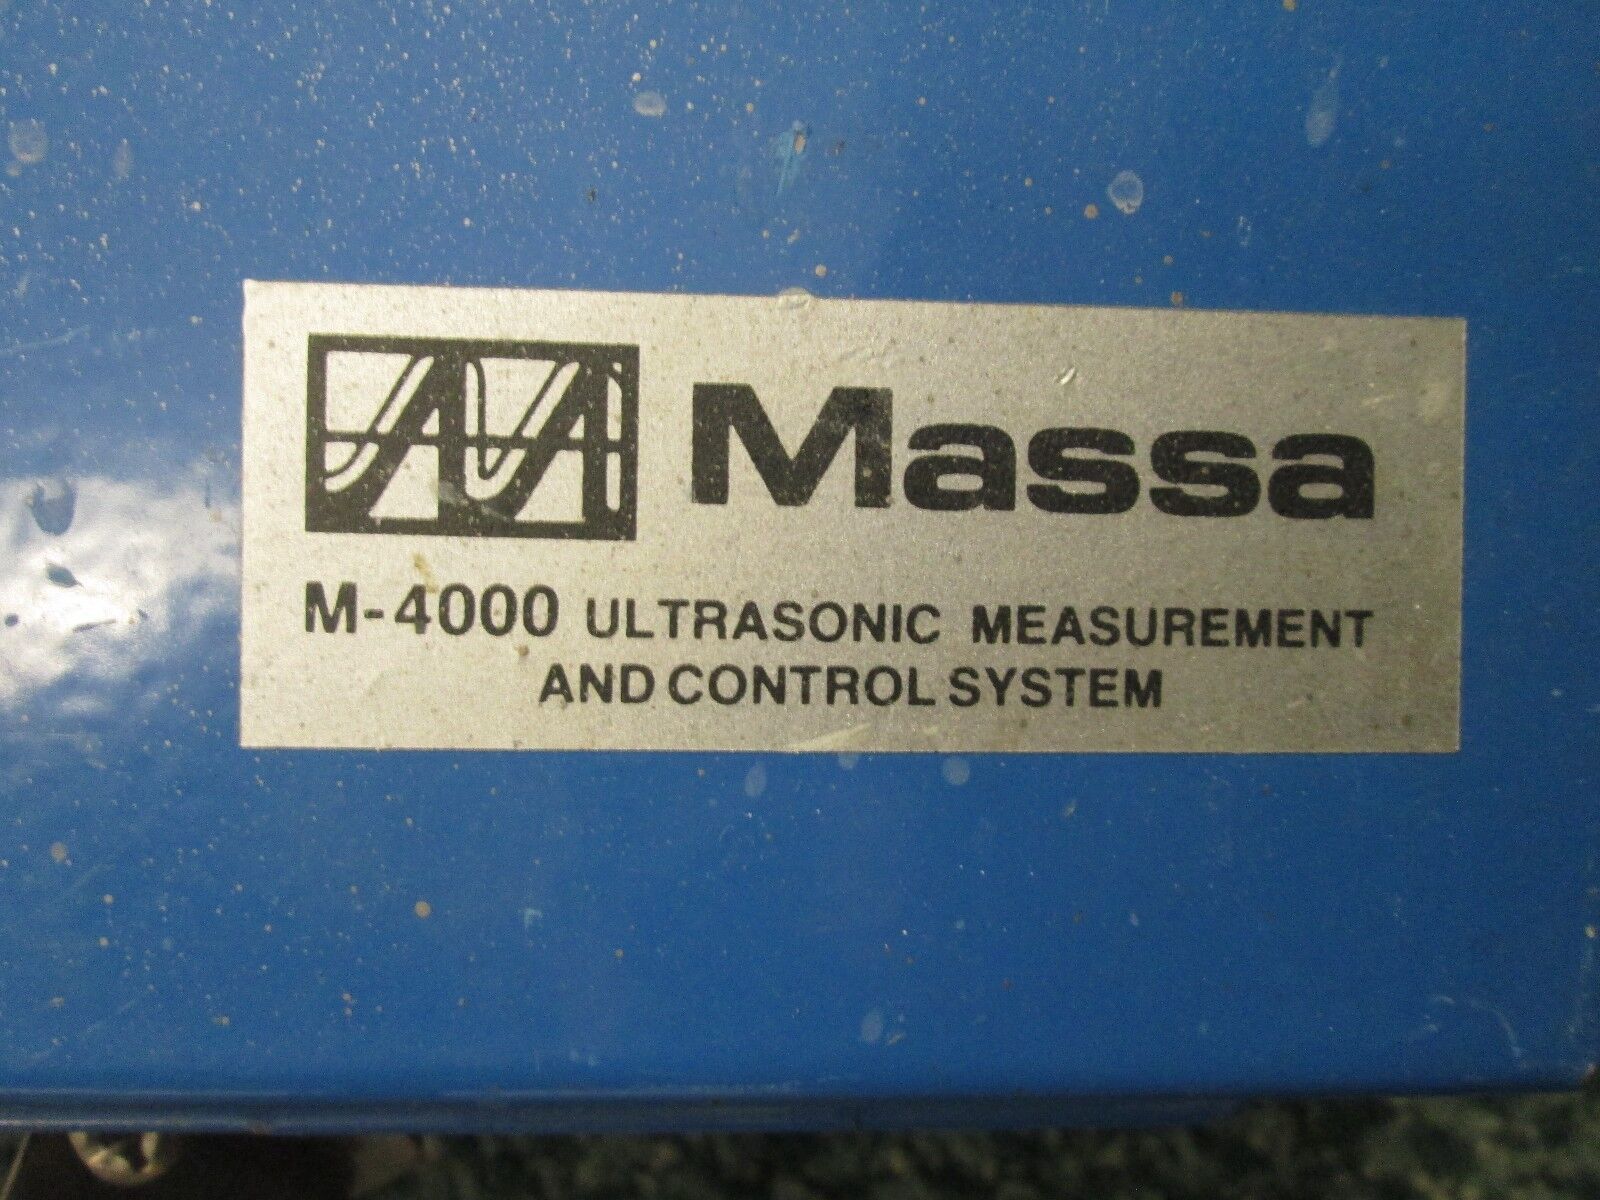 Massa
M-4000 ULTRASONIC MEASUREMENT
AND CONTROL SYSTEM